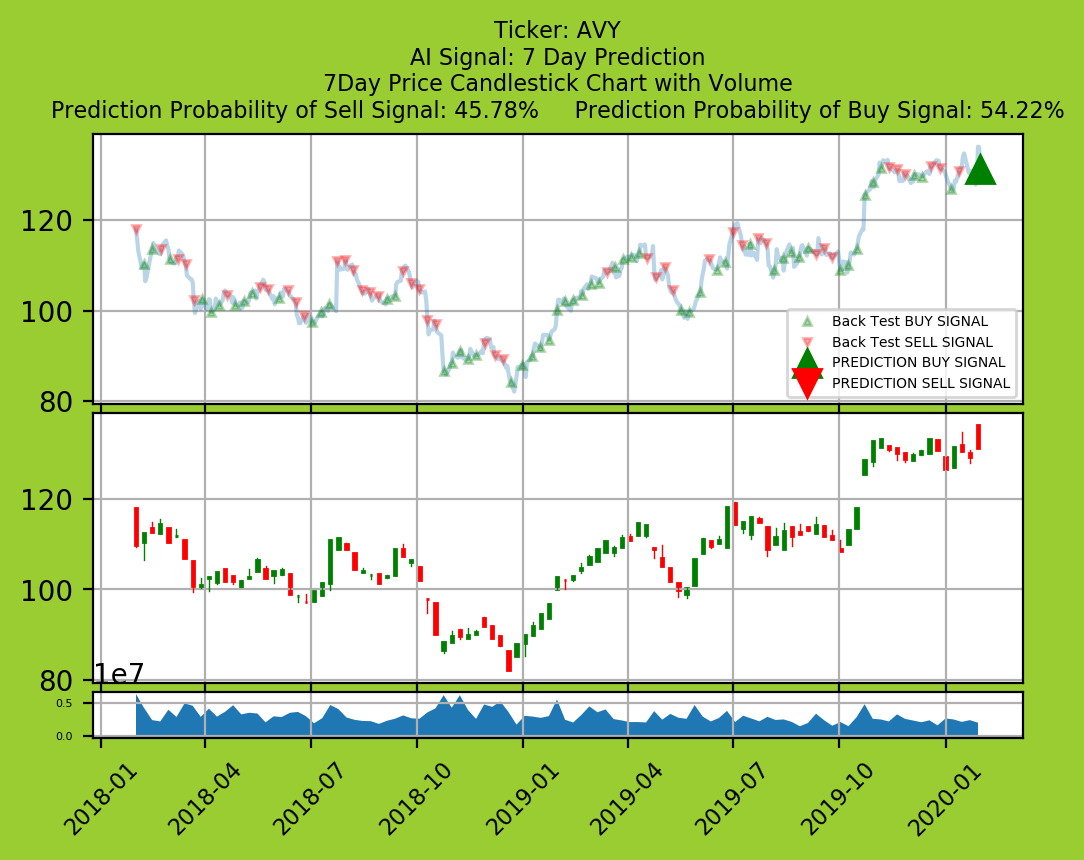 Ticker: AVY
AI Signal: 7 Day Prediction
7Day Price Candlestick Chart with Volume
Prediction Probability of Sell Signal: 45.78%     Prediction Probability of Buy Signal: 54.22%
120
100
80
Back Test BUY SIGNAL
Back Test SELL SIGNAL
PREDICTION BUY SIGNAL
PREDICTION SELL SIGNAL
120
100
80
1e7
0.5
0.0
2018-01 2018-04 2018-07 2018-10 2019-01 2019-04 2019-07 2019-10 2020-01